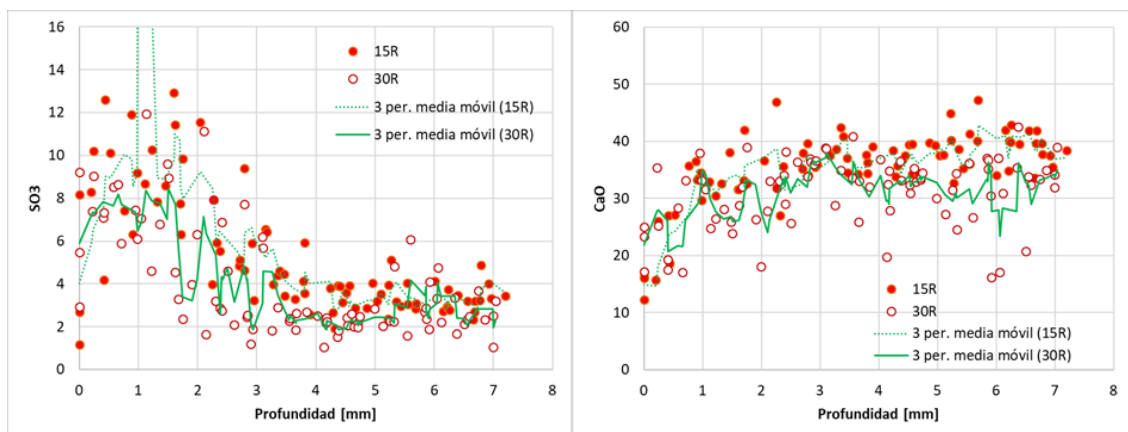 16
14
12
10
8
6
4
2
0
SO3
15R
30R
3 per. media móvil (15R)
3 per. media móvil (30R)
0 1 2 3 4 5 6 7 8
Profundidad [mm]
60
50
40
30
20
10
0
CaO
15R
30R
3 per. media móvil (15R)
3 per. media móvil (30R)
0 1 2 3 4 5 6 7 8
Profundidad [mm]